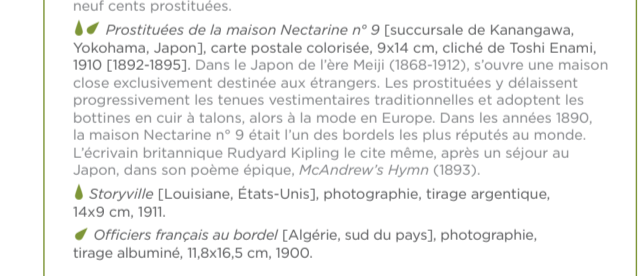 neuf cents prostituées.
Prostituées de la maison Nectarine n° 9 [succursale de Kanangawa,
Yokohama, Japon], carte postale colorisée, 9x14 cm, cliché de Toshi Enami,
1910 [1892-1895]. Dans le Japon de l'ère Meiji (1868-1912), s'ouvre une maison
close exclusivement destinée aux étrangers. Les prostituées y délaissent
progressivement les tenues vestimentaires traditionnelles et adoptent les
bottines en cuir à talons, alors à la mode en Europe. Dans les années 1890,
la maison Nectarine n° 9 était l'un des bordels les plus réputés au monde.
L'écrivain britannique Rudyard Kipling le cite même, après un séjour au
Japon, dans son poème épique, McAndrew's Hymn (1893).
Storyville [Louisiane, États-Unis], photographie, tirage argentique,
14x9 cm, 1911.
Officiers français au bordel [Algérie, sud du pays], photographie,
tirage albuminé, 11,8x16,5 cm, 1900.